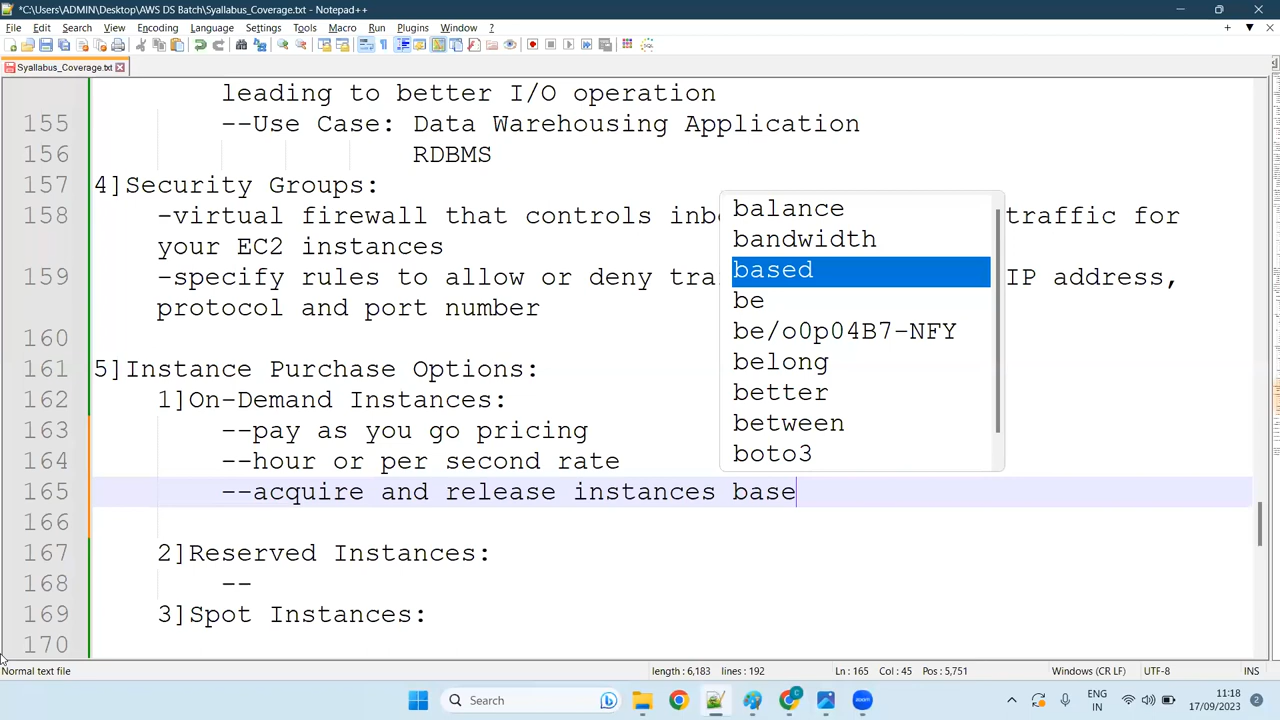 *C:\Users\ADMIN\Desktop\AWS DS Batch\Syallabus_Coverage.txt - Notepad++
File Edit Search View Encoding Language Settings Tools Macro Run Plugins Window ?
Syallabus_Coverage.txt
leading to better I/O operation
155 --Use Case: Data Warehousing Application
156 RDBMS
157 4]Security Groups:
158 -virtual firewall that controls inbo traffic for
your EC2 instances
159 -specify rules to allow or deny tra IP address,
protocol and port number
160
161 5]Instance Purchase Options:
162 1]On-Demand Instances:
163 --pay as you go pricing
164 --hour or per second rate
165 --acquire and release instances base
166
167 2]Reserved Instances:
168 --
169 3]Spot Instances:
170
balance
bandwidth
based
be
be/o0p04B7-NFY
belong
better
between
boto3
Normal text file length : 6,183 lines : 192 Ln : 165 Col : 45 Pos : 5,751 Windows (CR LF) UTF-8 INS
Search ENG IN 11:18 17/09/2023 2